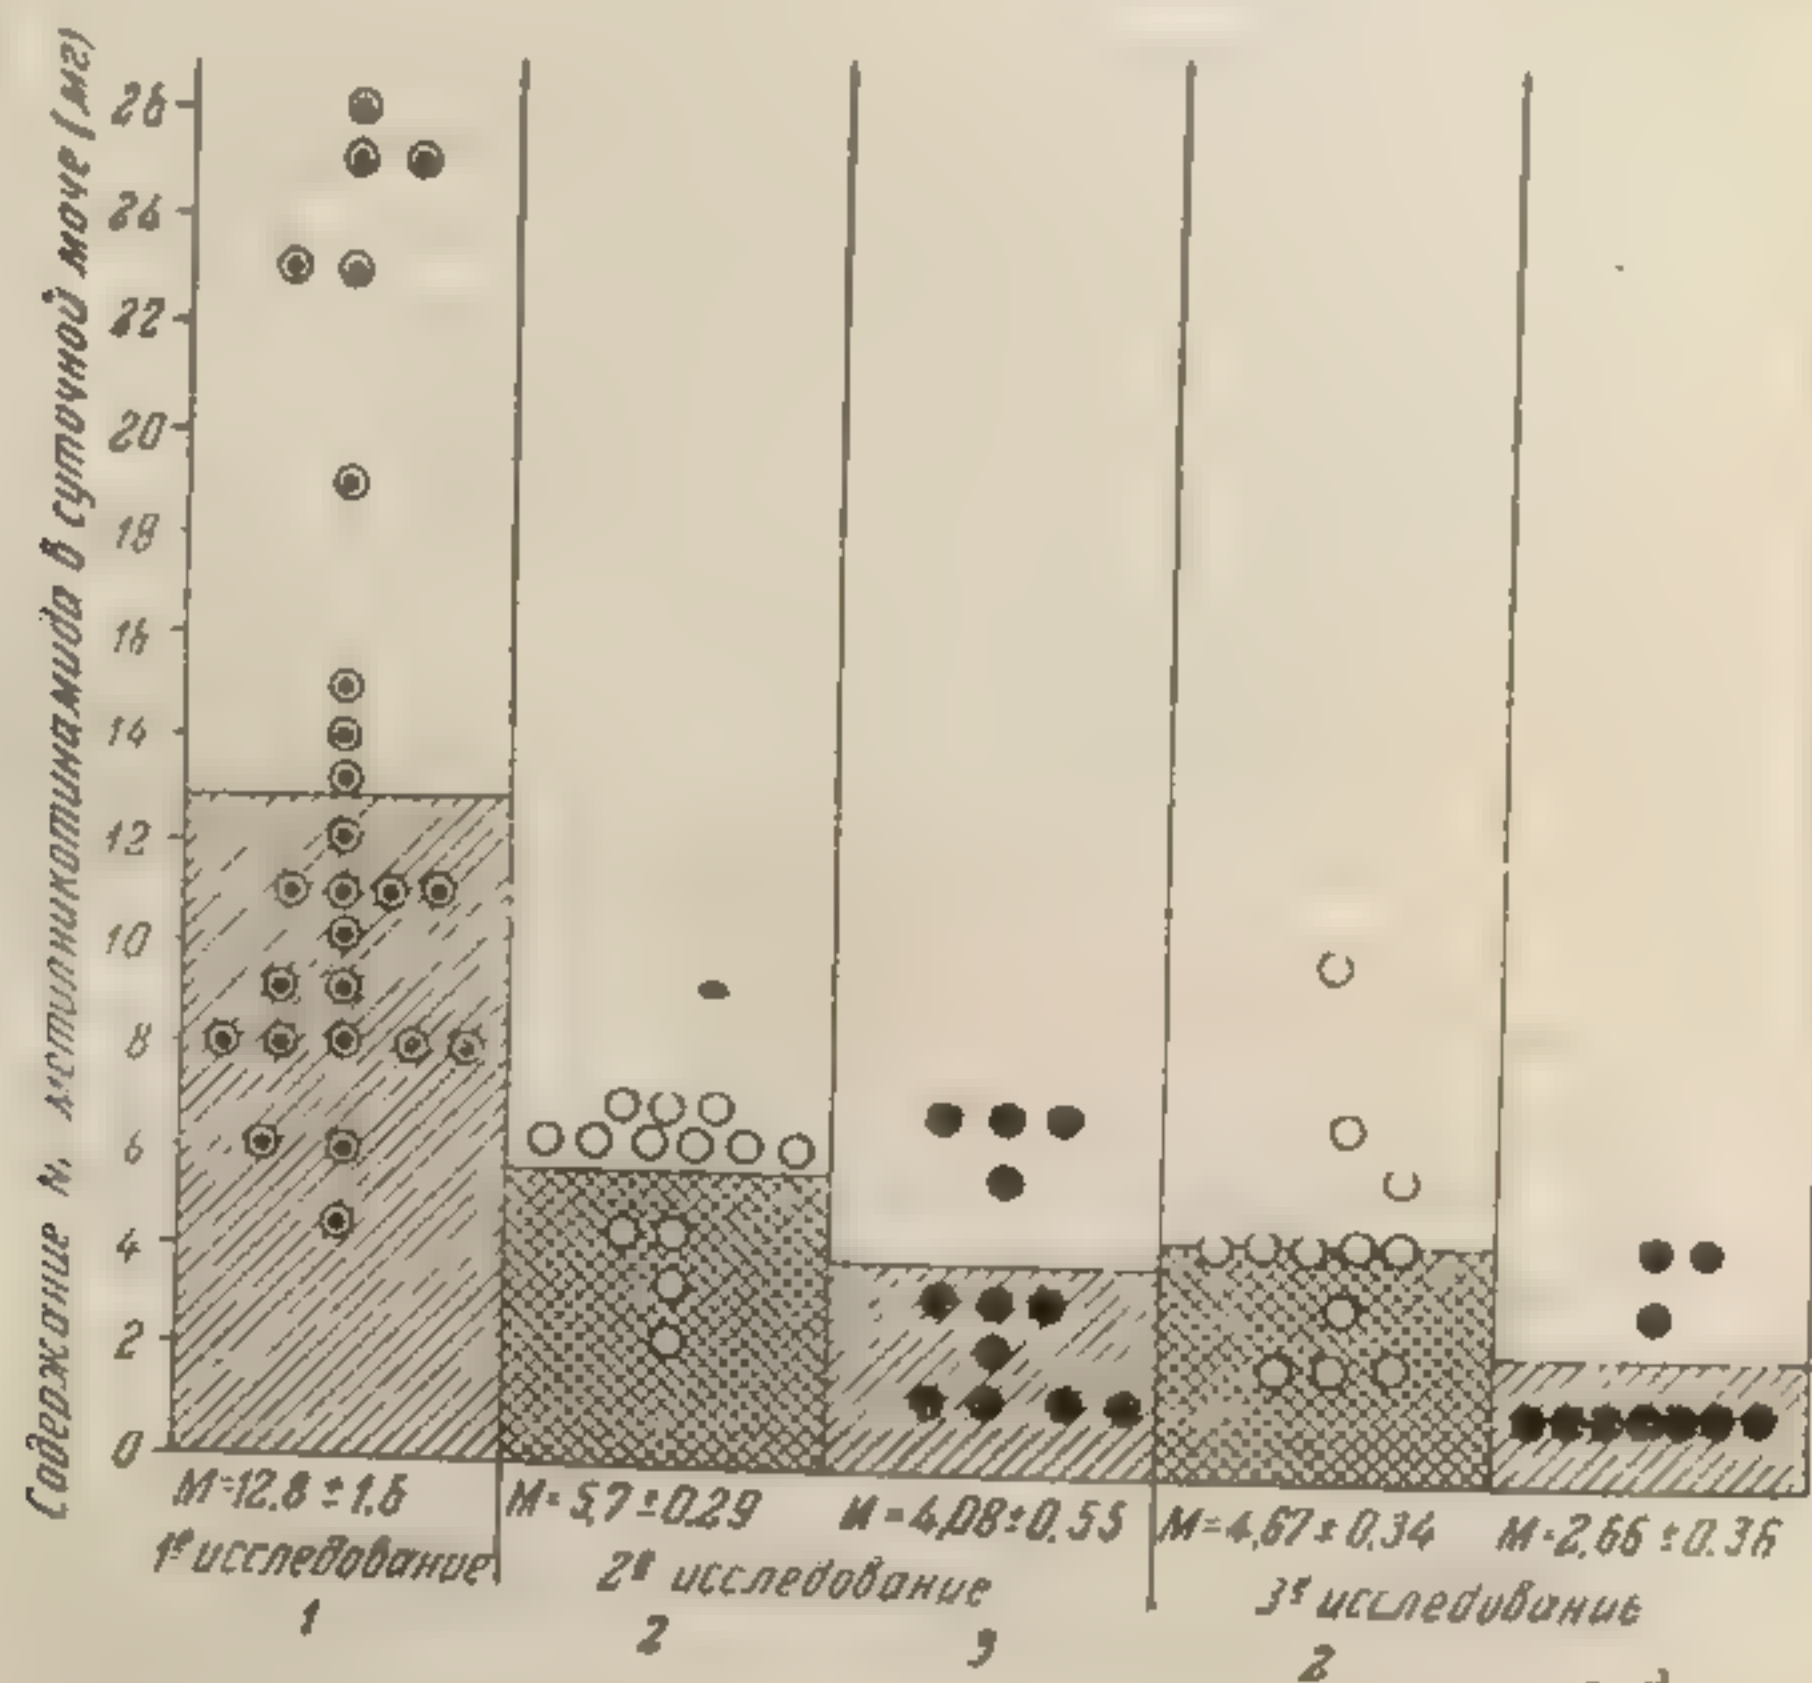 Содержание N, метилникотинамида в суточной моче (мг)
26
24
22
20
18
16
14
12
10
8
6
4
2
0
M=12.8 ±1.6
M=5,7±0.29
M=4,08±0.55
M=4,67±0.34
M=2.66±0.36
1е исследование
2е исследование
3е исследование
1
2
3
2